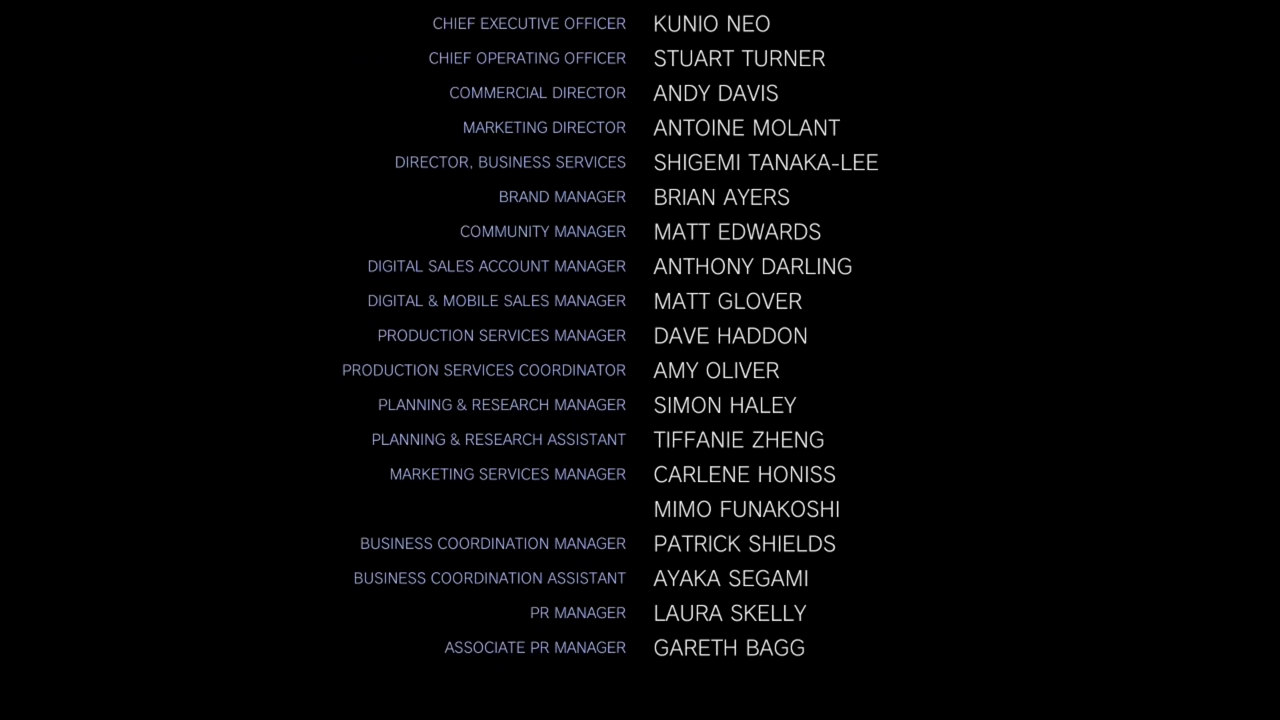 CHIEF EXECUTIVE OFFICER KUNIO NEO
CHIEF OPERATING OFFICER STUART TURNER
COMMERCIAL DIRECTOR ANDY DAVIS
MARKETING DIRECTOR ANTOINE MOLANT
DIRECTOR, BUSINESS SERVICES SHIGEMI TANAKA-LEE
BRAND MANAGER BRIAN AYERS
COMMUNITY MANAGER MATT EDWARDS
DIGITAL SALES ACCOUNT MANAGER ANTHONY DARLING
DIGITAL & MOBILE SALES MANAGER MATT GLOVER
PRODUCTION SERVICES MANAGER DAVE HADDON
PRODUCTION SERVICES COORDINATOR AMY OLIVER
PLANNING & RESEARCH MANAGER SIMON HALEY
PLANNING & RESEARCH ASSISTANT TIFFANIE ZHENG
MARKETING SERVICES MANAGER CARLENE HONISS
MIMO FUNAKOSHI
BUSINESS COORDINATION MANAGER PATRICK SHIELDS
BUSINESS COORDINATION ASSISTANT AYAKA SEGAMI
PR MANAGER LAURA SKELLY
ASSOCIATE PR MANAGER GARETH BAGG